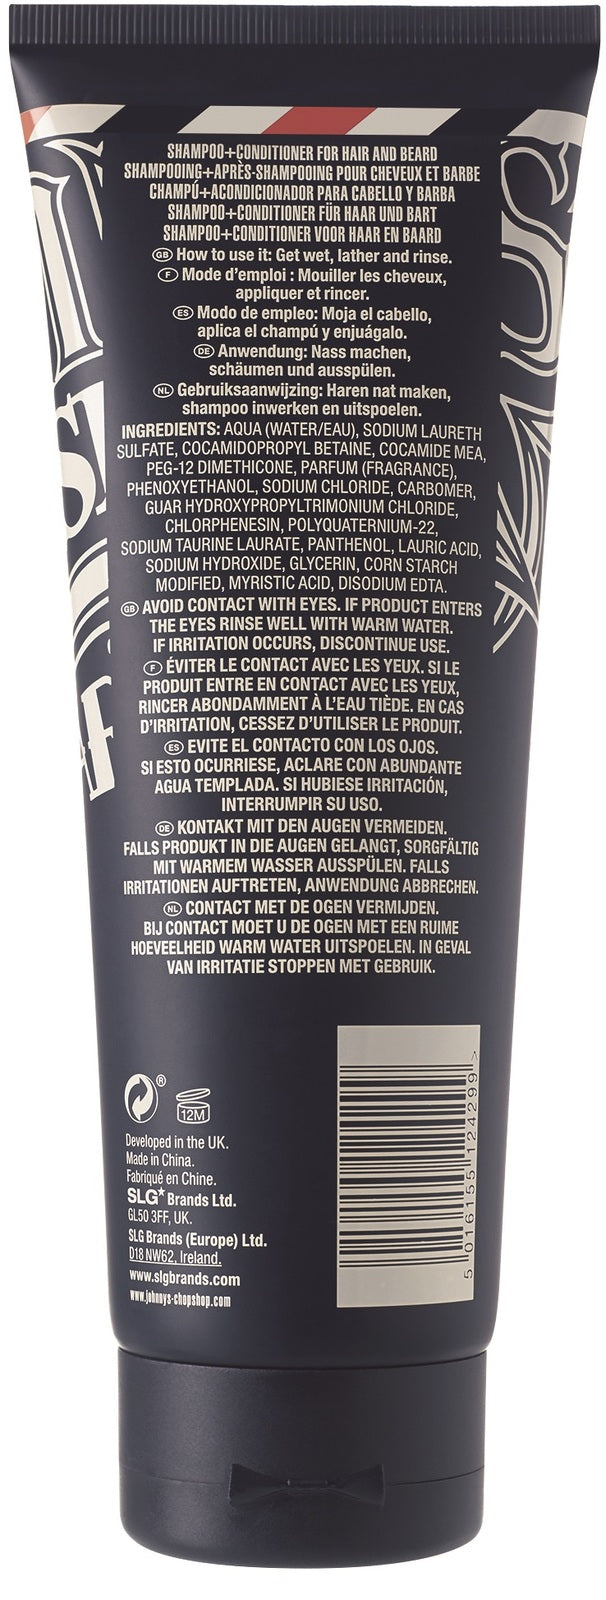 SHAMPOO+CONDITIONER FOR HAIR AND BEARD
SHAMPOOING+APRÈS-SHAMPOOING POUR CHEVEUX ET BARBE
CHAMPÚ+ACONDICIONADOR PARA CABELLO Y BARBA
SHAMPOO+CONDITIONER FÜR HAAR UND BART
SHAMPOO+CONDITIONER VOOR HAAR EN BAARD
GB How to use it: Get wet, lather and rinse.
F Mode d'emploi : Mouiller les cheveux,
appliquer et rincer.
ES Modo de empleo: Moja el cabello,
aplica el champú y enjuágalo.
DE Anwendung: Nass machen,
schäumen und ausspülen.
NL Gebruiksaanwijzing: Haren nat maken,
shampoo inwerken en uitspoelen.
INGREDIENTS: AQUA (WATER/EAU), SODIUM LAURETH
SULFATE, COCAMIDOPROPYL BETAINE, COCAMIDE MEA,
PEG-12 DIMETHICONE, PARFUM (FRAGRANCE),
PHENOXYETHANOL, SODIUM CHLORIDE, CARBOMER,
GUAR HYDROXYPROPYLTRIMONIUM CHLORIDE,
CHLORPHENESIN, POLYQUATERNIUM-22,
SODIUM TAURINE LAURATE, PANTHENOL, LAURIC ACID,
SODIUM HYDROXIDE, GLYCERIN, CORN STARCH
MODIFIED, MYRISTIC ACID, DISODIUM EDTA.
GB AVOID CONTACT WITH EYES. IF PRODUCT ENTERS
THE EYES RINSE WELL WITH WARM WATER.
IF IRRITATION OCCURS, DISCONTINUE USE.
F ÉVITER LE CONTACT AVEC LES YEUX. SI LE
PRODUIT ENTRE EN CONTACT AVEC LES YEUX,
RINCER ABONDAMMENT À L'EAU TIÈDE. EN CAS
D'IRRITATION, CESSEZ D'UTILISER LE PRODUIT.
ES EVITE EL CONTACTO CON LOS OJOS.
SI ESTO OCURRIESE, ACLARE CON ABUNDANTE
AGUA TEMPLADA. SI HUBIESE IRRITACIÓN,
INTERRUMPIR SU USO.
DE KONTAKT MIT DEN AUGEN VERMEIDEN.
FALLS PRODUKT IN DIE AUGEN GELANGT, SORGFÄLTIG
MIT WARMEM WASSER AUSSPÜLEN. FALLS
IRRITATIONEN AUFTRETEN, ANWENDUNG ABBRECHEN.
NL CONTACT MET DE OGEN VERMIJDEN.
BIJ CONTACT MOET U DE OGEN MET EEN RUIME
HOEVEELHEID WARM WATER UITSPOELEN. IN GEVAL
VAN IRRITATIE STOPPEN MET GEBRUIK.
®
12M
Developed in the UK.
Made in China.
Fabriqué en Chine.
SLG* Brands Ltd.
GL50 3FF, UK.
SLG Brands (Europe) Ltd.
D18 NW62, Ireland.
www.slgbrands.com
www.johnnys-chopshop.com
5 016155 124299 >